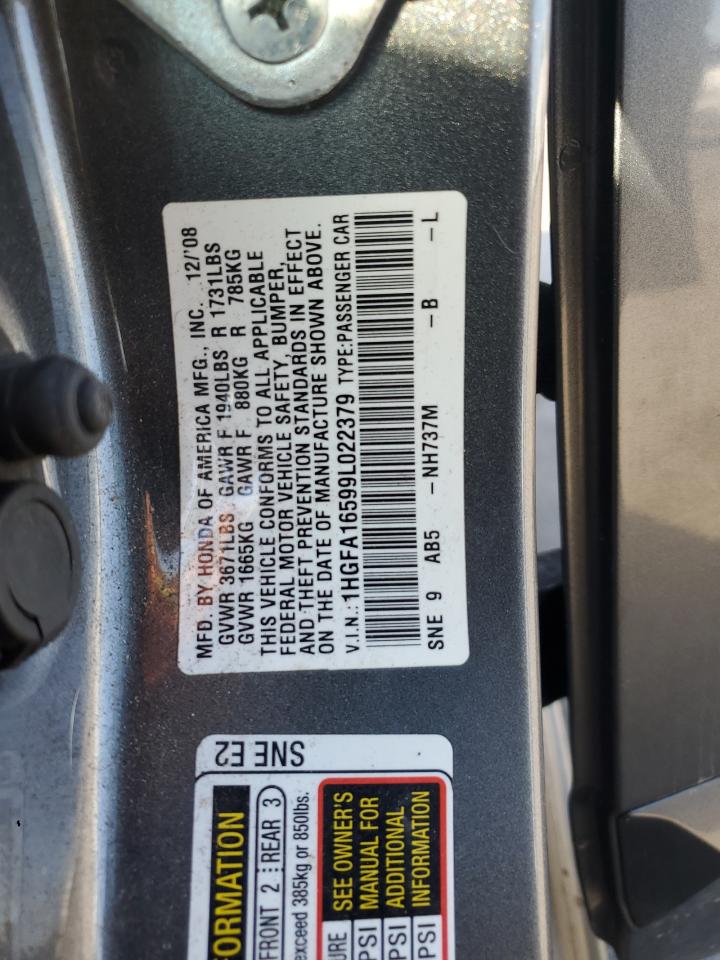 MFD. BY HONDA OF AMERICA MFG., INC. 12/'08
GVWR 3671LBS GAWR F 1940LBS R 1731LBS
GVWR 1665KG GAWR F 880KG R 785KG
THIS VEHICLE CONFORMS TO ALL APPLICABLE
FEDERAL MOTOR VEHICLE SAFETY, BUMPER,
AND THEFT PREVENTION STANDARDS IN EFFECT
ON THE DATE OF MANUFACTURE SHOWN ABOVE.
V.I.N.: 1HGFA16599L022379 TYPE:PASSENGER CAR
SNE 9 AB5 -NH737M -B -L
SNE E2
ORMATION
FRONT 2 REAR 3
exceed 385kg or 850lbs.
URE
PSI
PSI
PSI
SEE OWNER'S
MANUAL FOR
ADDITIONAL
INFORMATION